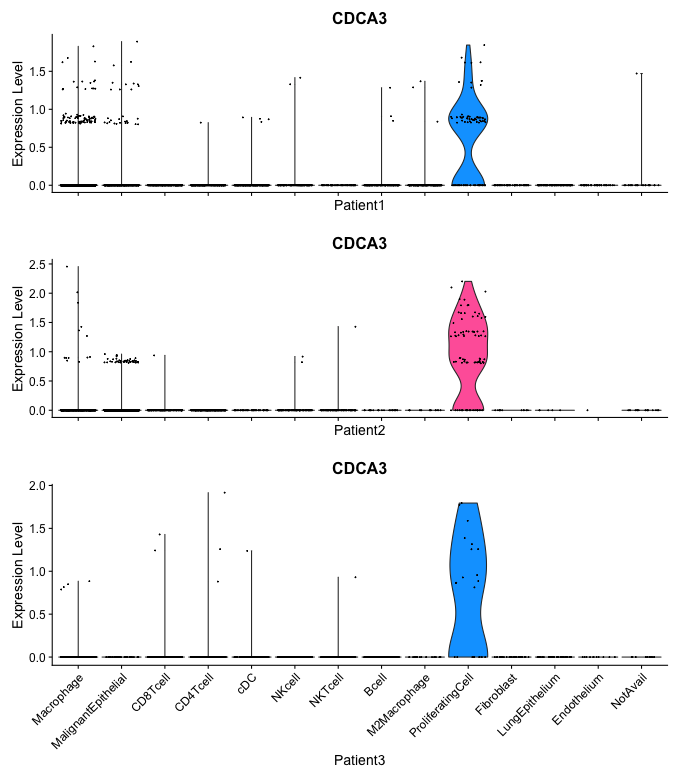 CDCA3
Expression Level
1.5
1.0
0.5
0.0
Patient1
CDCA3
Expression Level
2.5
2.0
1.5
1.0
0.5
0.0
Patient2
CDCA3
Expression Level
2.0
1.5
1.0
0.5
0.0
Macrophage
MalignantEpithelial
CD8Tcell
CD4Tcell
cDC
NKcell
NKTcell
Bcell
M2Macrophage
ProliferatingCell
Fibroblast
LungEpithelium
Endothelium
NotAvail
Patient3